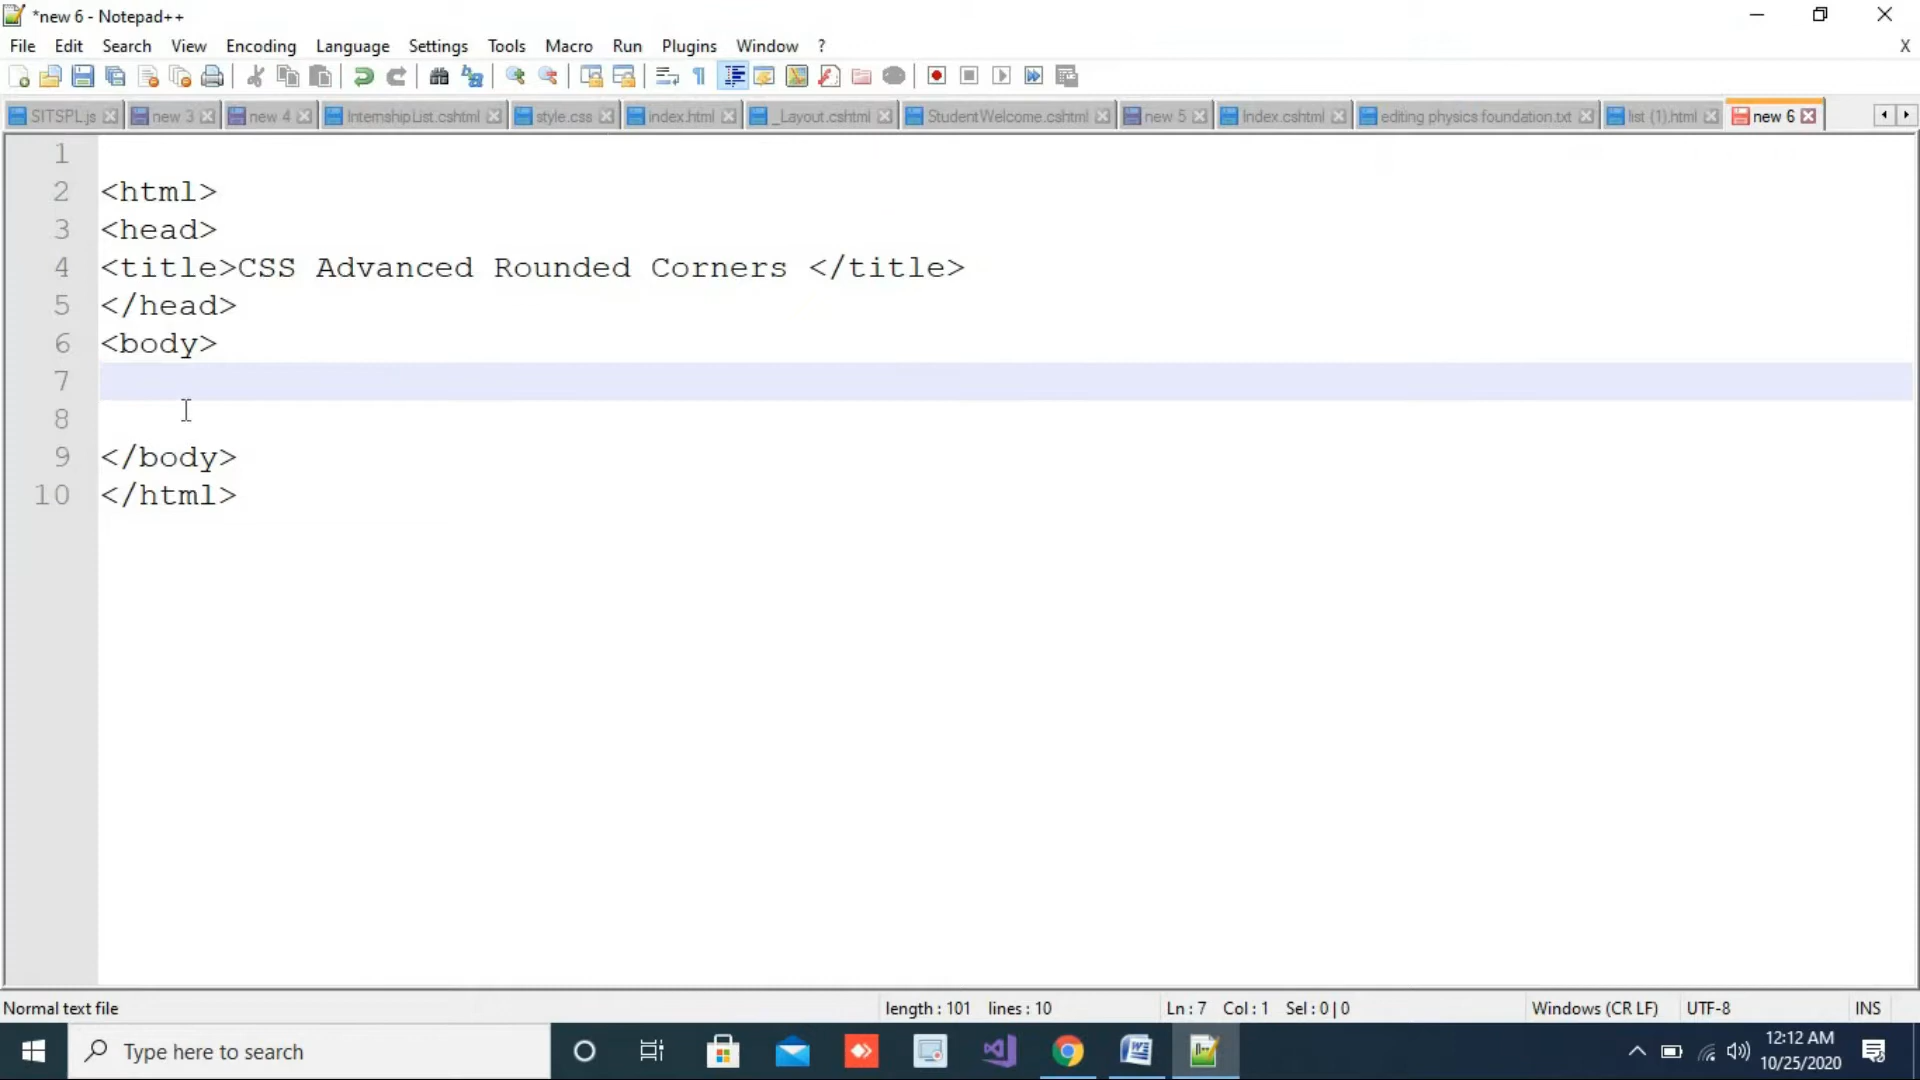 *new 6 - Notepad++
File Edit Search View Encoding Language Settings Tools Macro Run Plugins Window ? X
SITSPL.js new 3 new 4 InternshipList.cshtml style.css index.html _Layout.cshtml StudentWelcome.cshtml new 5 Index.cshtml editing physics foundation.txt list (1).html new 6
1
2 <html>
3 <head>
4 <title>CSS Advanced Rounded Corners </title>
5 </head>
6 <body>
7
8
9 </body>
10 </html>
Normal text file length : 101 lines : 10 Ln : 7 Col : 1 Sel : 0 | 0 Windows (CR LF) UTF-8 INS
Type here to search
12:12 AM
10/25/2020